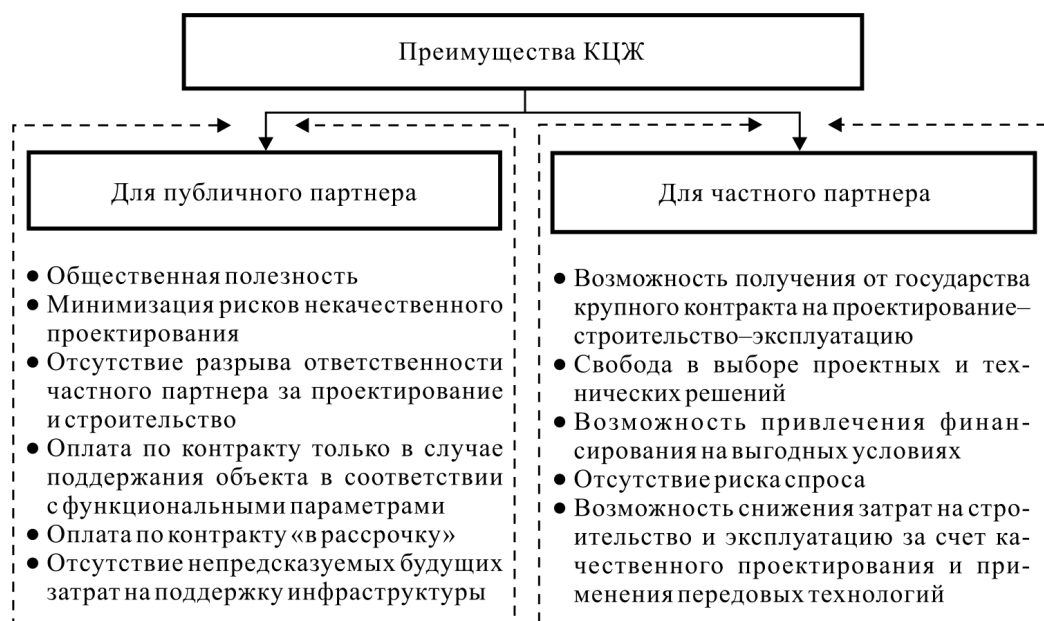 Преимущества КЦЖ
Для публичного партнера
● Общественная полезность
● Минимизация рисков некачественного
проектирования
● Отсутствие разрыва ответственности
частного партнера за проектирование
и строительство
● Оплата по контракту только в случае
поддержания объекта в соответствии
с функциональными параметрами
● Оплата по контракту «в рассрочку»
● Отсутствие непредсказуемых будущих
затрат на поддержку инфраструктуры
Для частного партнера
● Возможность получения от государства
крупного контракта на проектирование–
строительство–эксплуатацию
● Свобода в выборе проектных и тех-
нических решений
● Возможность привлечения финан-
сирования на выгодных условиях
● Отсутствие риска спроса
● Возможность снижения затрат на стро-
ительство и эксплуатацию за счет ка-
чественного проектирования и при-
менения передовых технологий